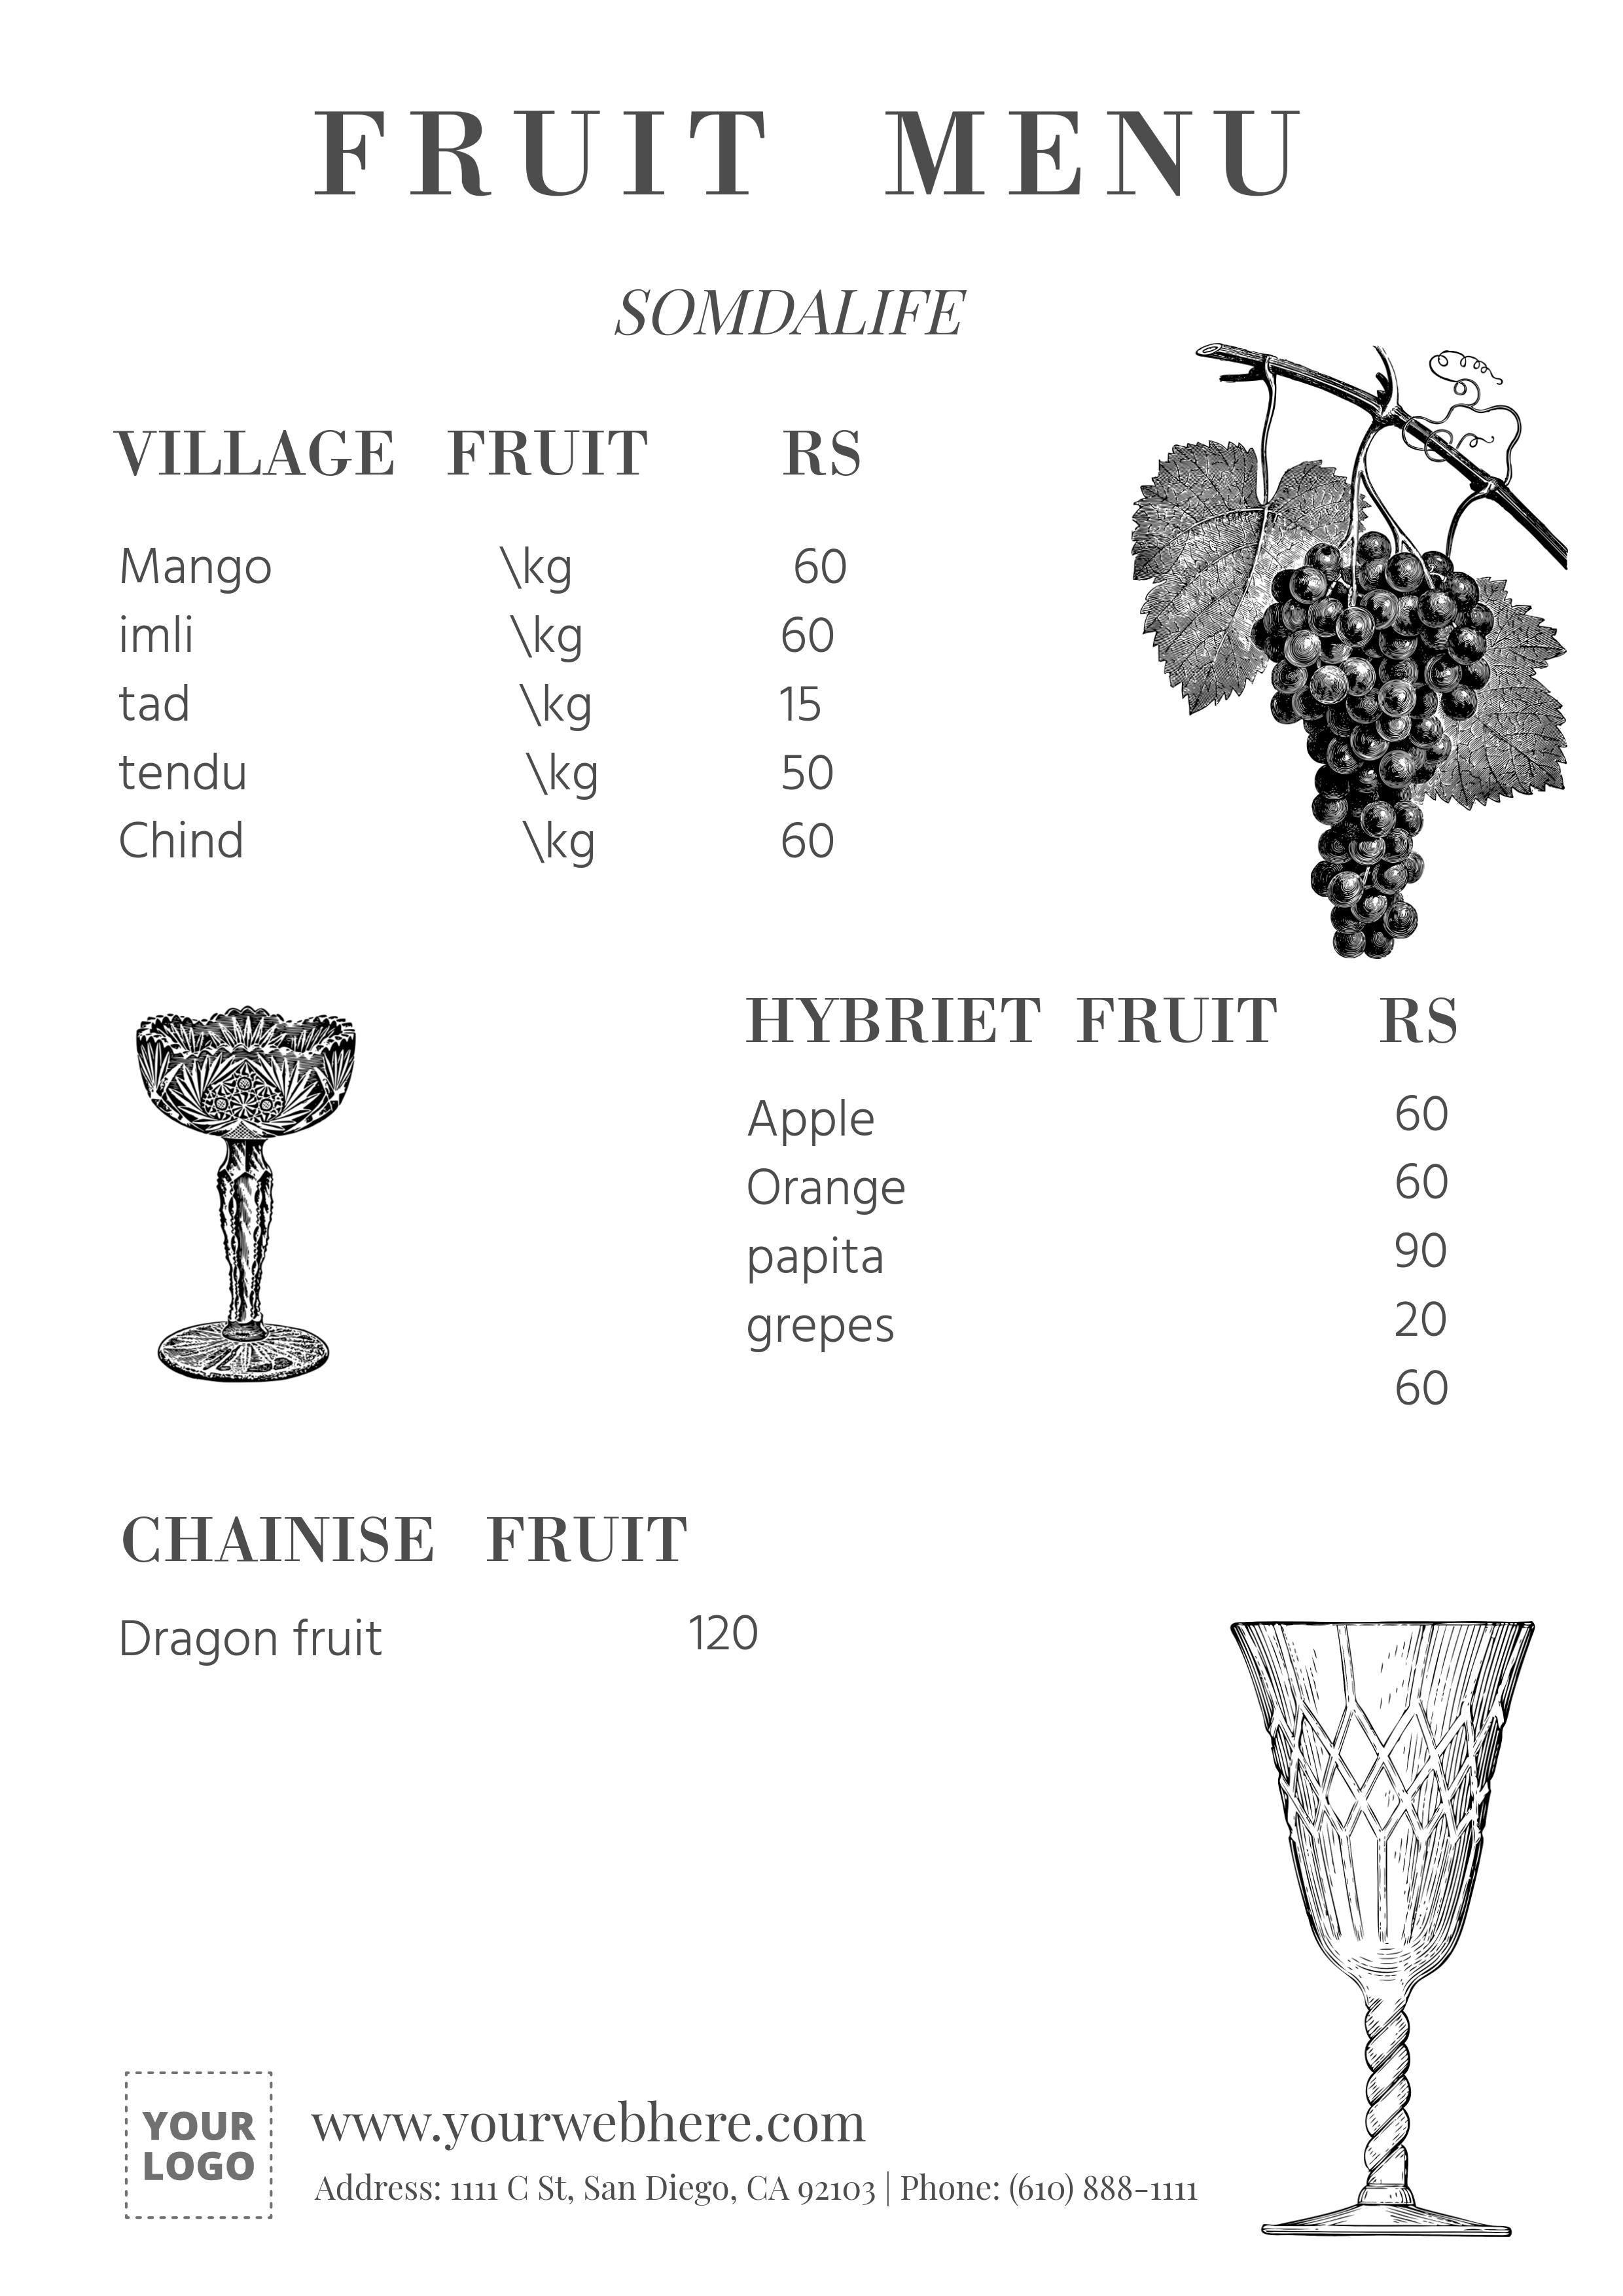 FRUIT MENU
SOMDALIFE
VILLAGE FRUIT RS
Mango \kg 60
imli \kg 60
tad \kg 15
tendu \kg 50
Chind \kg 60
HYBRIET FRUIT RS
Apple 60
Orange 60
papita 90
grepes 20
60
CHAINISE FRUIT
Dragon fruit 120
YOUR
LOGO
www.yourwebhere.com
Address: 1111 C St, San Diego, CA 92103 | Phone: (610) 888-1111